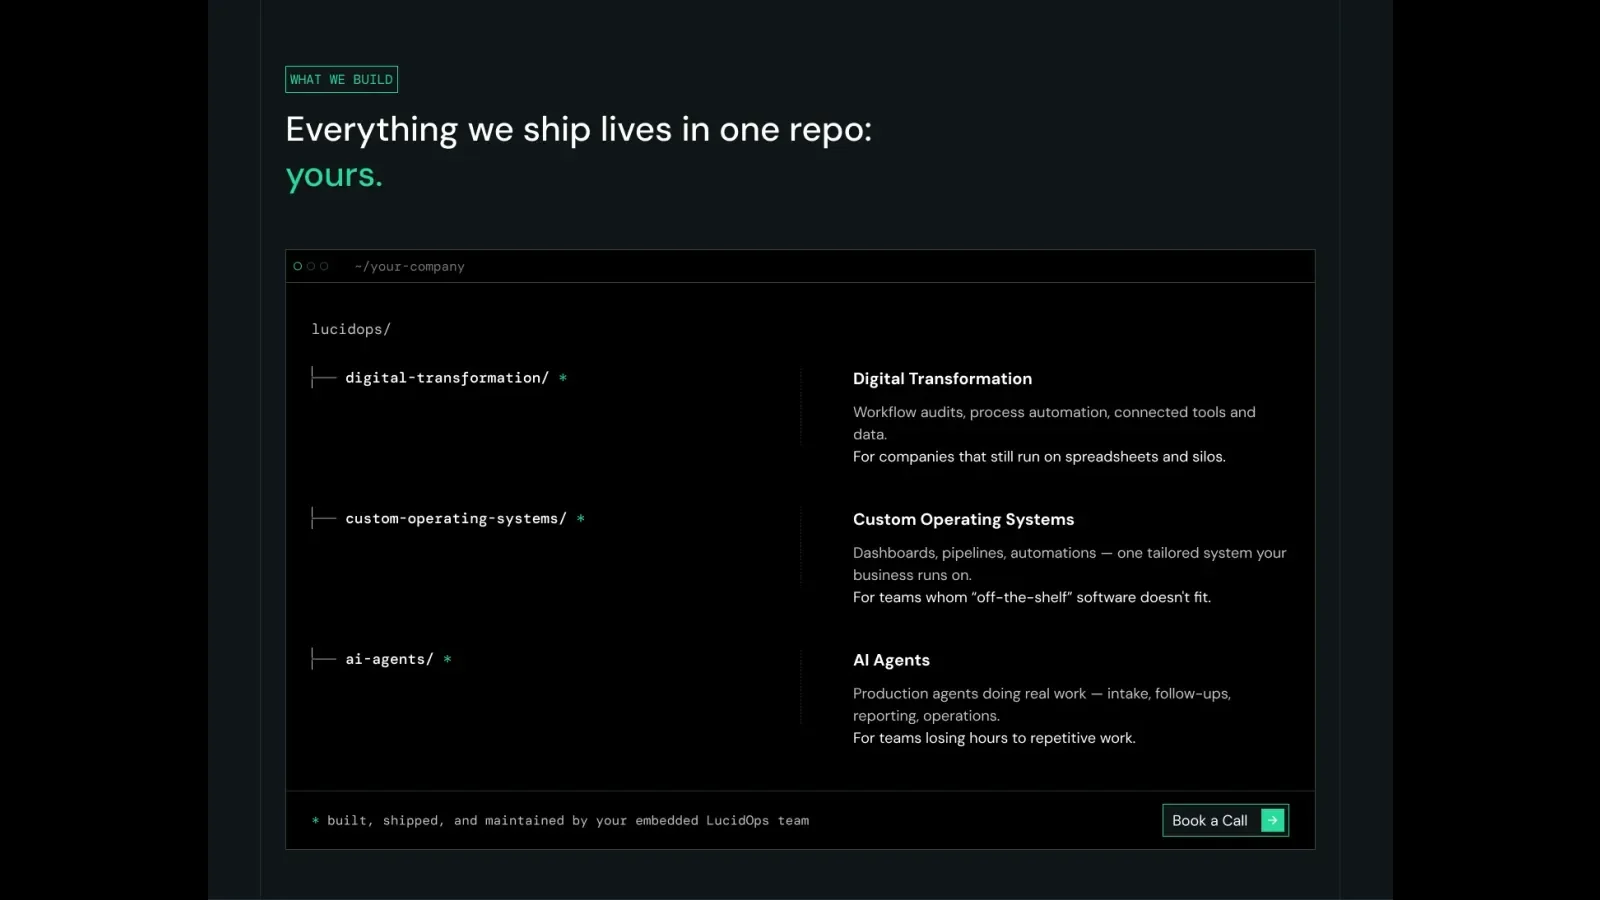 WHAT WE BUILD
Everything we ship lives in one repo:
yours.
~/your-company
lucidops/
├── digital-transformation/ *
Digital Transformation
Workflow audits, process automation, connected tools and
data.
For companies that still run on spreadsheets and silos.
├── custom-operating-systems/ *
Custom Operating Systems
Dashboards, pipelines, automations — one tailored system your
business runs on.
For teams whom “off-the-shelf” software doesn't fit.
├── ai-agents/ *
AI Agents
Production agents doing real work — intake, follow-ups,
reporting, operations.
For teams losing hours to repetitive work.
* built, shipped, and maintained by your embedded LucidOps team
Book a Call →